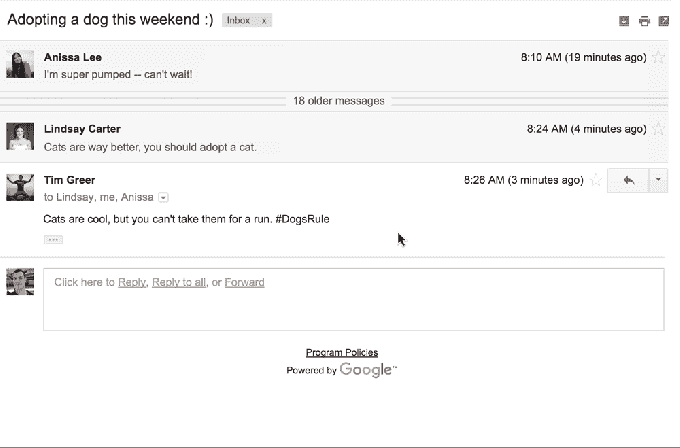 Adopting a dog this weekend :) Inbox x
Anissa Lee 8:10 AM (19 minutes ago)
I'm super pumped -- can't wait!
18 older messages
Lindsay Carter 8:24 AM (4 minutes ago)
Cats are way better, you should adopt a cat.
Tim Greer 8:26 AM (3 minutes ago)
to Lindsay, me, Anissa
Cats are cool, but you can't take them for a run. #DogsRule
Click here to Reply, Reply to all, or Forward
Program Policies
Powered by Google™